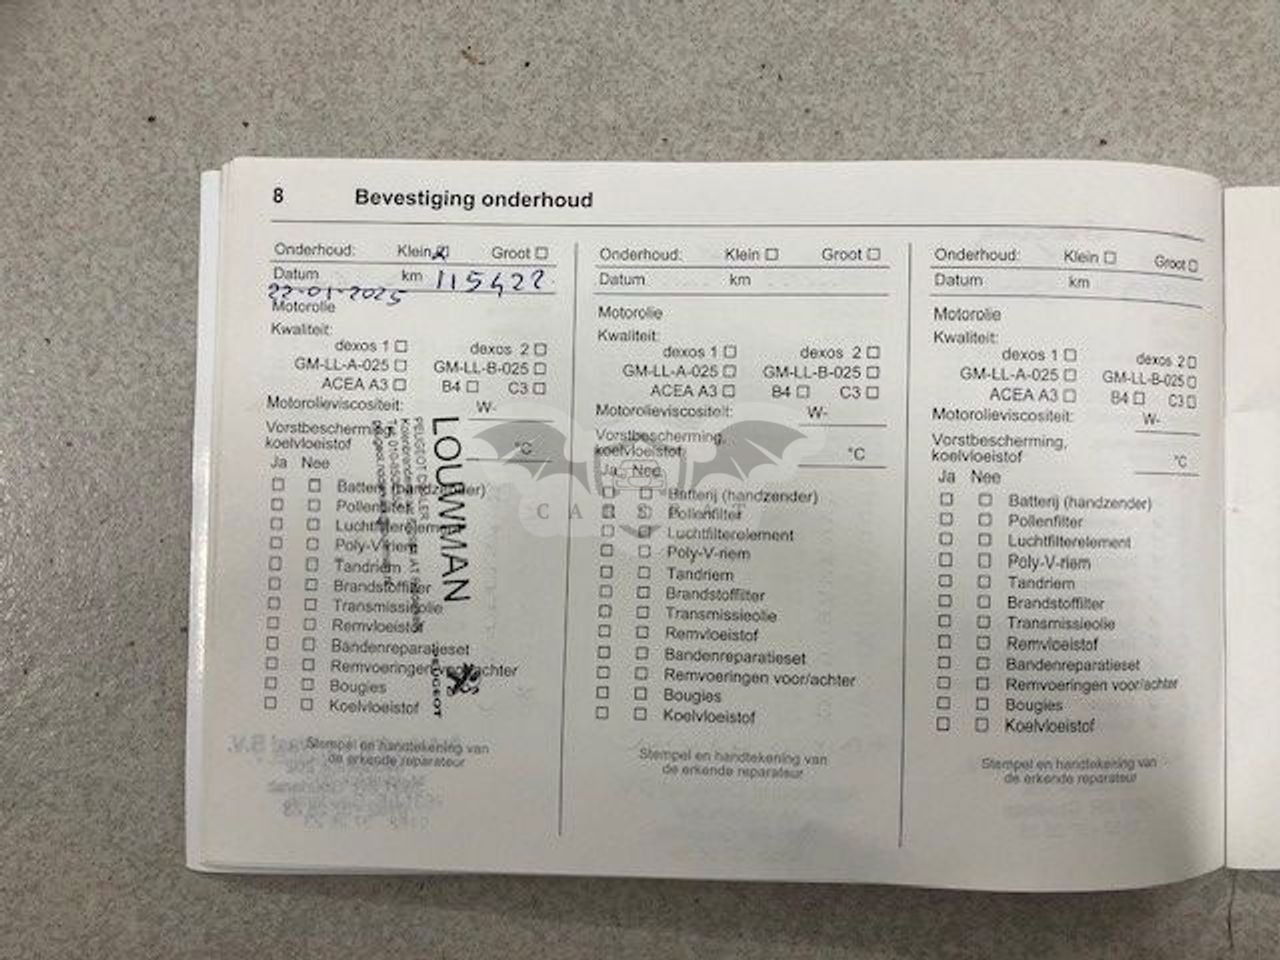 8 Bevestiging onderhoud
Onderhoud: Klein Groot
Datum km 115422
22-01-2025
Motorolie
Kwaliteit:
dexos 1 dexos 2
GM-LL-A-025 GM-LL-B-025
ACEA A3 B4 C3
Motorolieviscositeit: W-
Vorstbescherming,
koelvloeistof °C
Ja Nee
Batterij (handzender)
Pollenfilter
Luchtfilterelement
Poly-V-riem
Tandriem
Brandstoffilter
Transmissieolie
Remvloeistof
Bandenreparatieset
Remvoeringen voor/achter
Bougies
Koelvloeistof
Stempel en handtekening van
de erkende reparateur
LOUWMAN
PEUGEOT DEALER
PEUGEOT
Onderhoud: Klein Groot
Datum km
Motorolie
Kwaliteit:
dexos 1 dexos 2
GM-LL-A-025 GM-LL-B-025
ACEA A3 B4 C3
Motorolieviscositeit: W-
Vorstbescherming,
koelvloeistof °C
Ja Nee
Batterij (handzender)
Pollenfilter
Luchtfilterelement
Poly-V-riem
Tandriem
Brandstoffilter
Transmissieolie
Remvloeistof
Bandenreparatieset
Remvoeringen voor/achter
Bougies
Koelvloeistof
Stempel en handtekening van
de erkende reparateur
Onderhoud: Klein Groot
Datum km
Motorolie
Kwaliteit:
dexos 1 dexos 2
GM-LL-A-025 GM-LL-B-025
ACEA A3 B4 C3
Motorolieviscositeit: W-
Vorstbescherming,
koelvloeistof °C
Ja Nee
Batterij (handzender)
Pollenfilter
Luchtfilterelement
Poly-V-riem
Tandriem
Brandstoffilter
Transmissieolie
Remvloeistof
Bandenreparatieset
Remvoeringen voor/achter
Bougies
Koelvloeistof
Stempel en handtekening van
de erkende reparateur